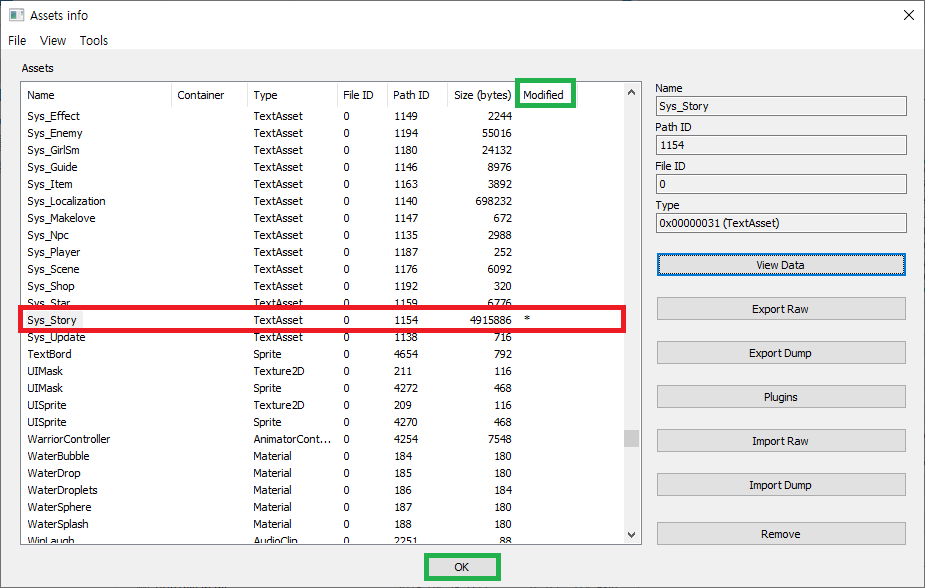 Assets info
File View Tools
Assets
Name Container Type File ID Path ID Size (bytes) Modified
Sys_Effect TextAsset 0 1149 2244
Sys_Enemy TextAsset 0 1194 55016
Sys_GirlSm TextAsset 0 1180 24132
Sys_Guide TextAsset 0 1146 8976
Sys_Item TextAsset 0 1163 3892
Sys_Localization TextAsset 0 1140 698232
Sys_Makelove TextAsset 0 1147 672
Sys_Npc TextAsset 0 1135 2988
Sys_Player TextAsset 0 1187 252
Sys_Scene TextAsset 0 1176 6092
Sys_Shop TextAsset 0 1192 320
Sys_Star TextAsset 0 1159 6776
Sys_Story TextAsset 0 1154 4915886 *
Sys_Update TextAsset 0 1138 716
TextBord Sprite 0 4654 792
UIMask Texture2D 0 211 116
UIMask Sprite 0 4272 468
UISprite Texture2D 0 209 116
UISprite Sprite 0 4270 468
WarriorController AnimatorCont... 0 4254 7548
WaterBubble Material 0 184 180
WaterDrop Material 0 185 180
WaterDroplets Material 0 186 184
WaterSphere Material 0 187 180
WaterSplash Material 0 188 180
WinLaugh AudioClip 0 2251 88
Name
Sys_Story
Path ID
1154
File ID
0
Type
0x00000031 (TextAsset)
View Data
Export Raw
Export Dump
Plugins
Import Raw
Import Dump
Remove
OK